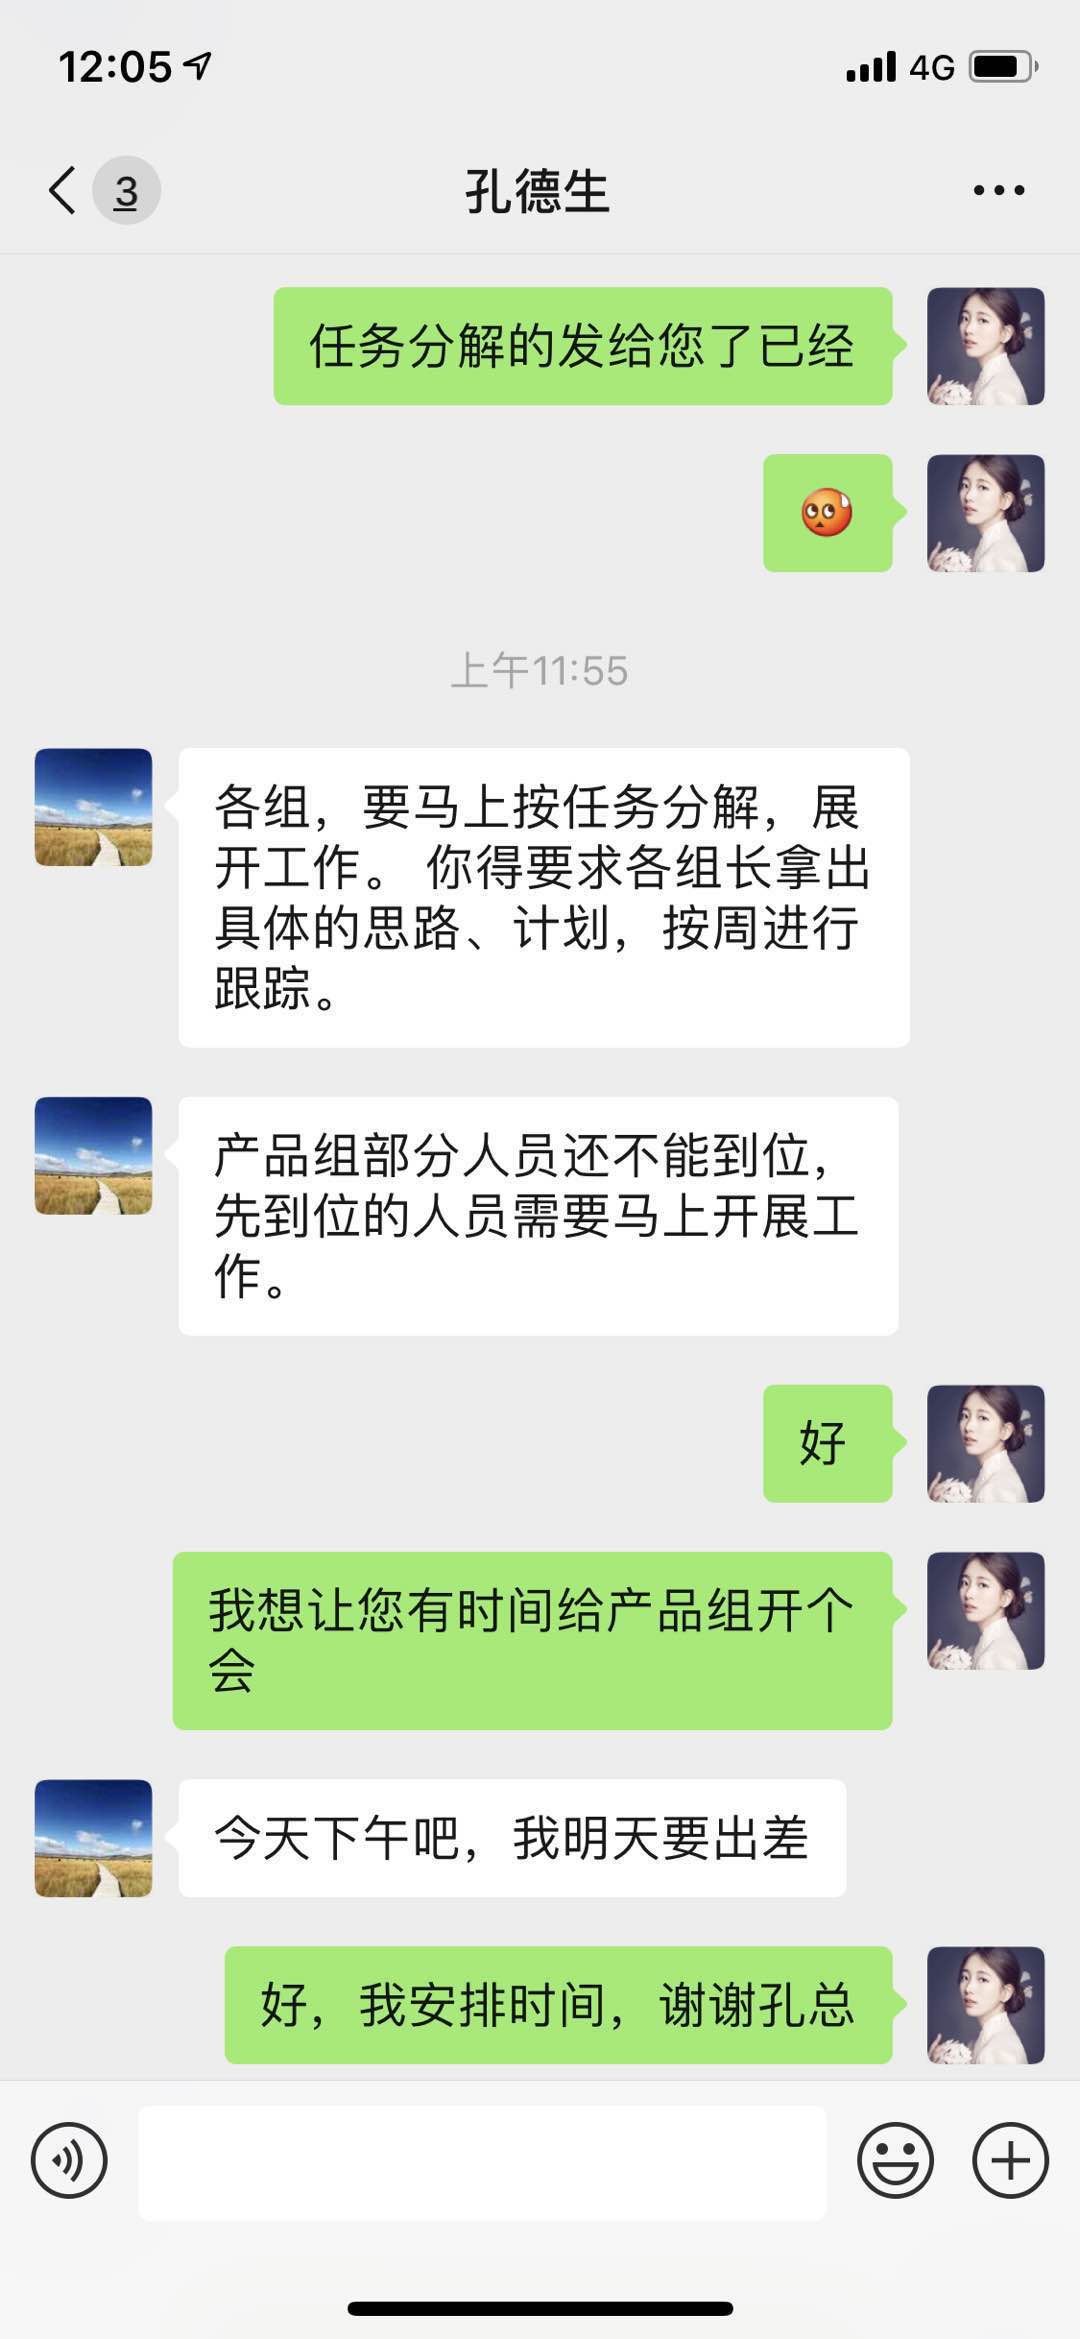 12:05
4G
3
孔德生
任务分解的发给您了已经
上午11:55
各组，要马上按任务分解，展
开工作。 你得要求各组长拿出
具体的思路、计划，按周进行
跟踪。
产品组部分人员还不能到位，
先到位的人员需要马上开展工
作。
好
我想让您有时间给产品组开个
会
今天下午吧，我明天要出差
好，我安排时间，谢谢孔总